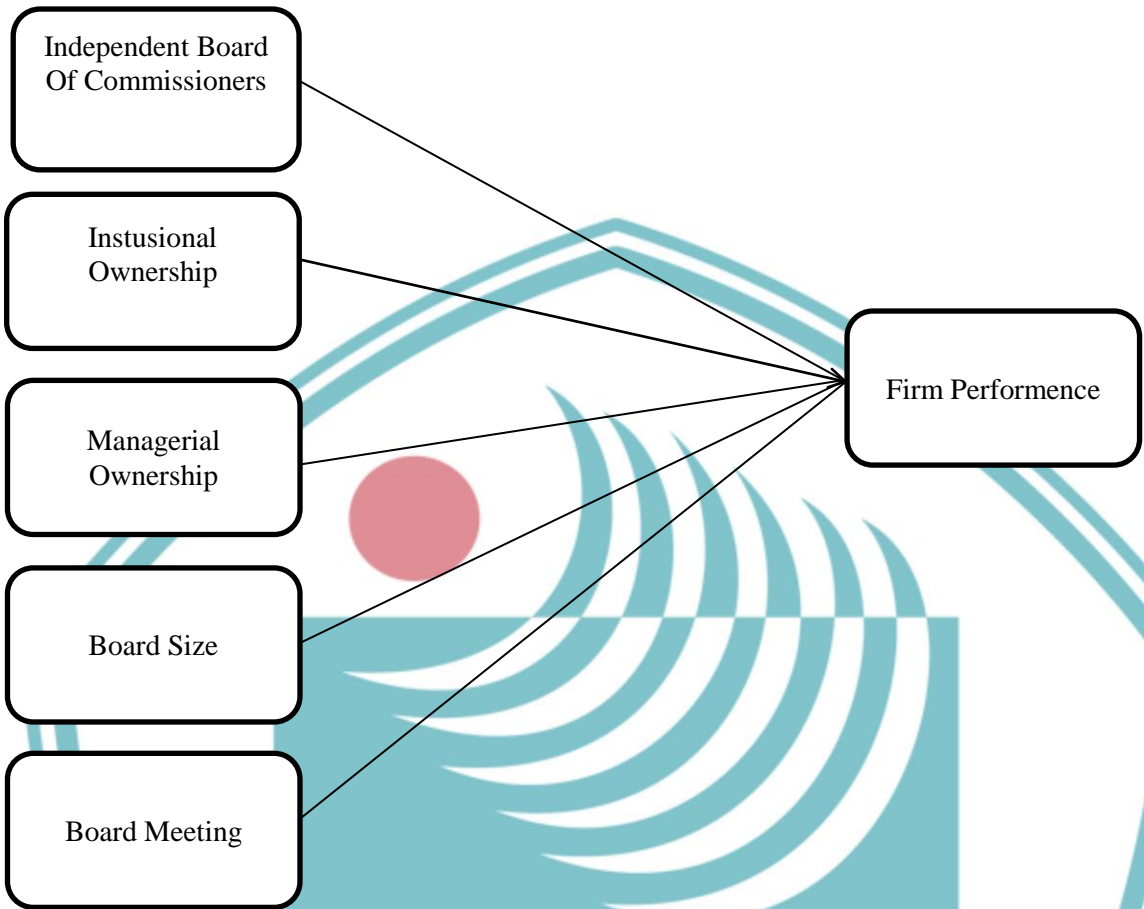 Independent Board
Of Commissioners
Instusional
Ownership
Managerial
Ownership
Board Size
Board Meeting
Firm Performence